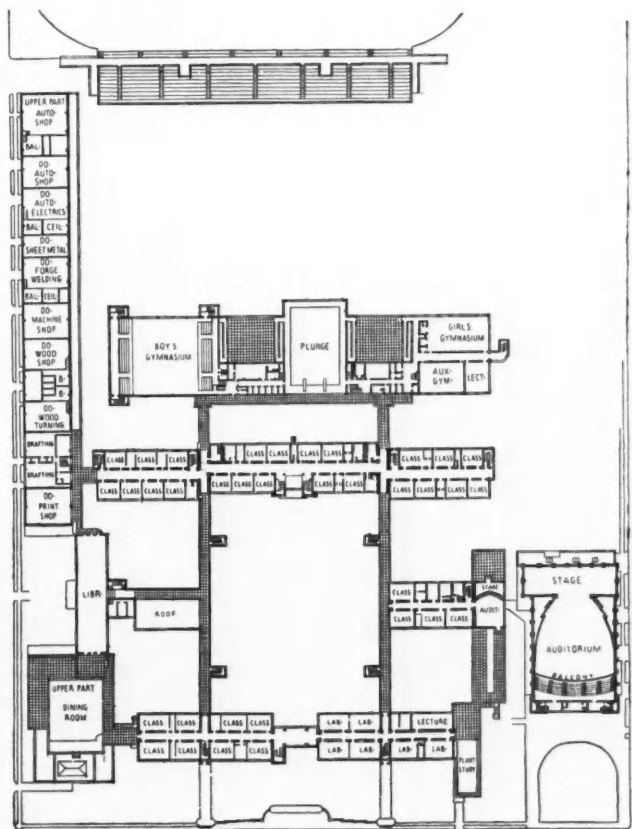 UPPER PART
AUTO-
SHOP
BAL-
DO-
AUTO-
SHOP
DO-
AUTO-
ELECTRICS
BAL- CEIL-
DO-
SHEET METAL
DO-
FORGE
WELDING
BAL- CEIL-
DO-
MACHINE
SHOP
DO-
WOOD
SHOP
B-
B-
DO-
WOOD
TURNING
DRAFTING
DRAFTING
DO-
PRINT
SHOP
BOYS
GYMNASIUM
PLUNGE
GIRLS
GYMNASIUM
AUX-
GYM-
LECT-
CLASS CLASS CLASS
CLASS CLASS CLASS CLASS
CLASS CLASS CLASS CLASS
CLASS CLASS CLASS CLASS CLASS
CLASS CLASS CLASS CLASS
CLASS CLASS CLASS CLASS
LIBR-
ROOF
CLASS
CLASS CLASS CLASS
STAGE
AUDIT-
STAGE
AUDITORIUM
BALCONY
UPPER PART
DINING
ROOM
CLASS CLASS CLASS CLASS
CLASS CLASS CLASS CLASS
LAB- LAB- LECTURE
LAB- LAB- LAB- LAB-
PLANT
STUDY